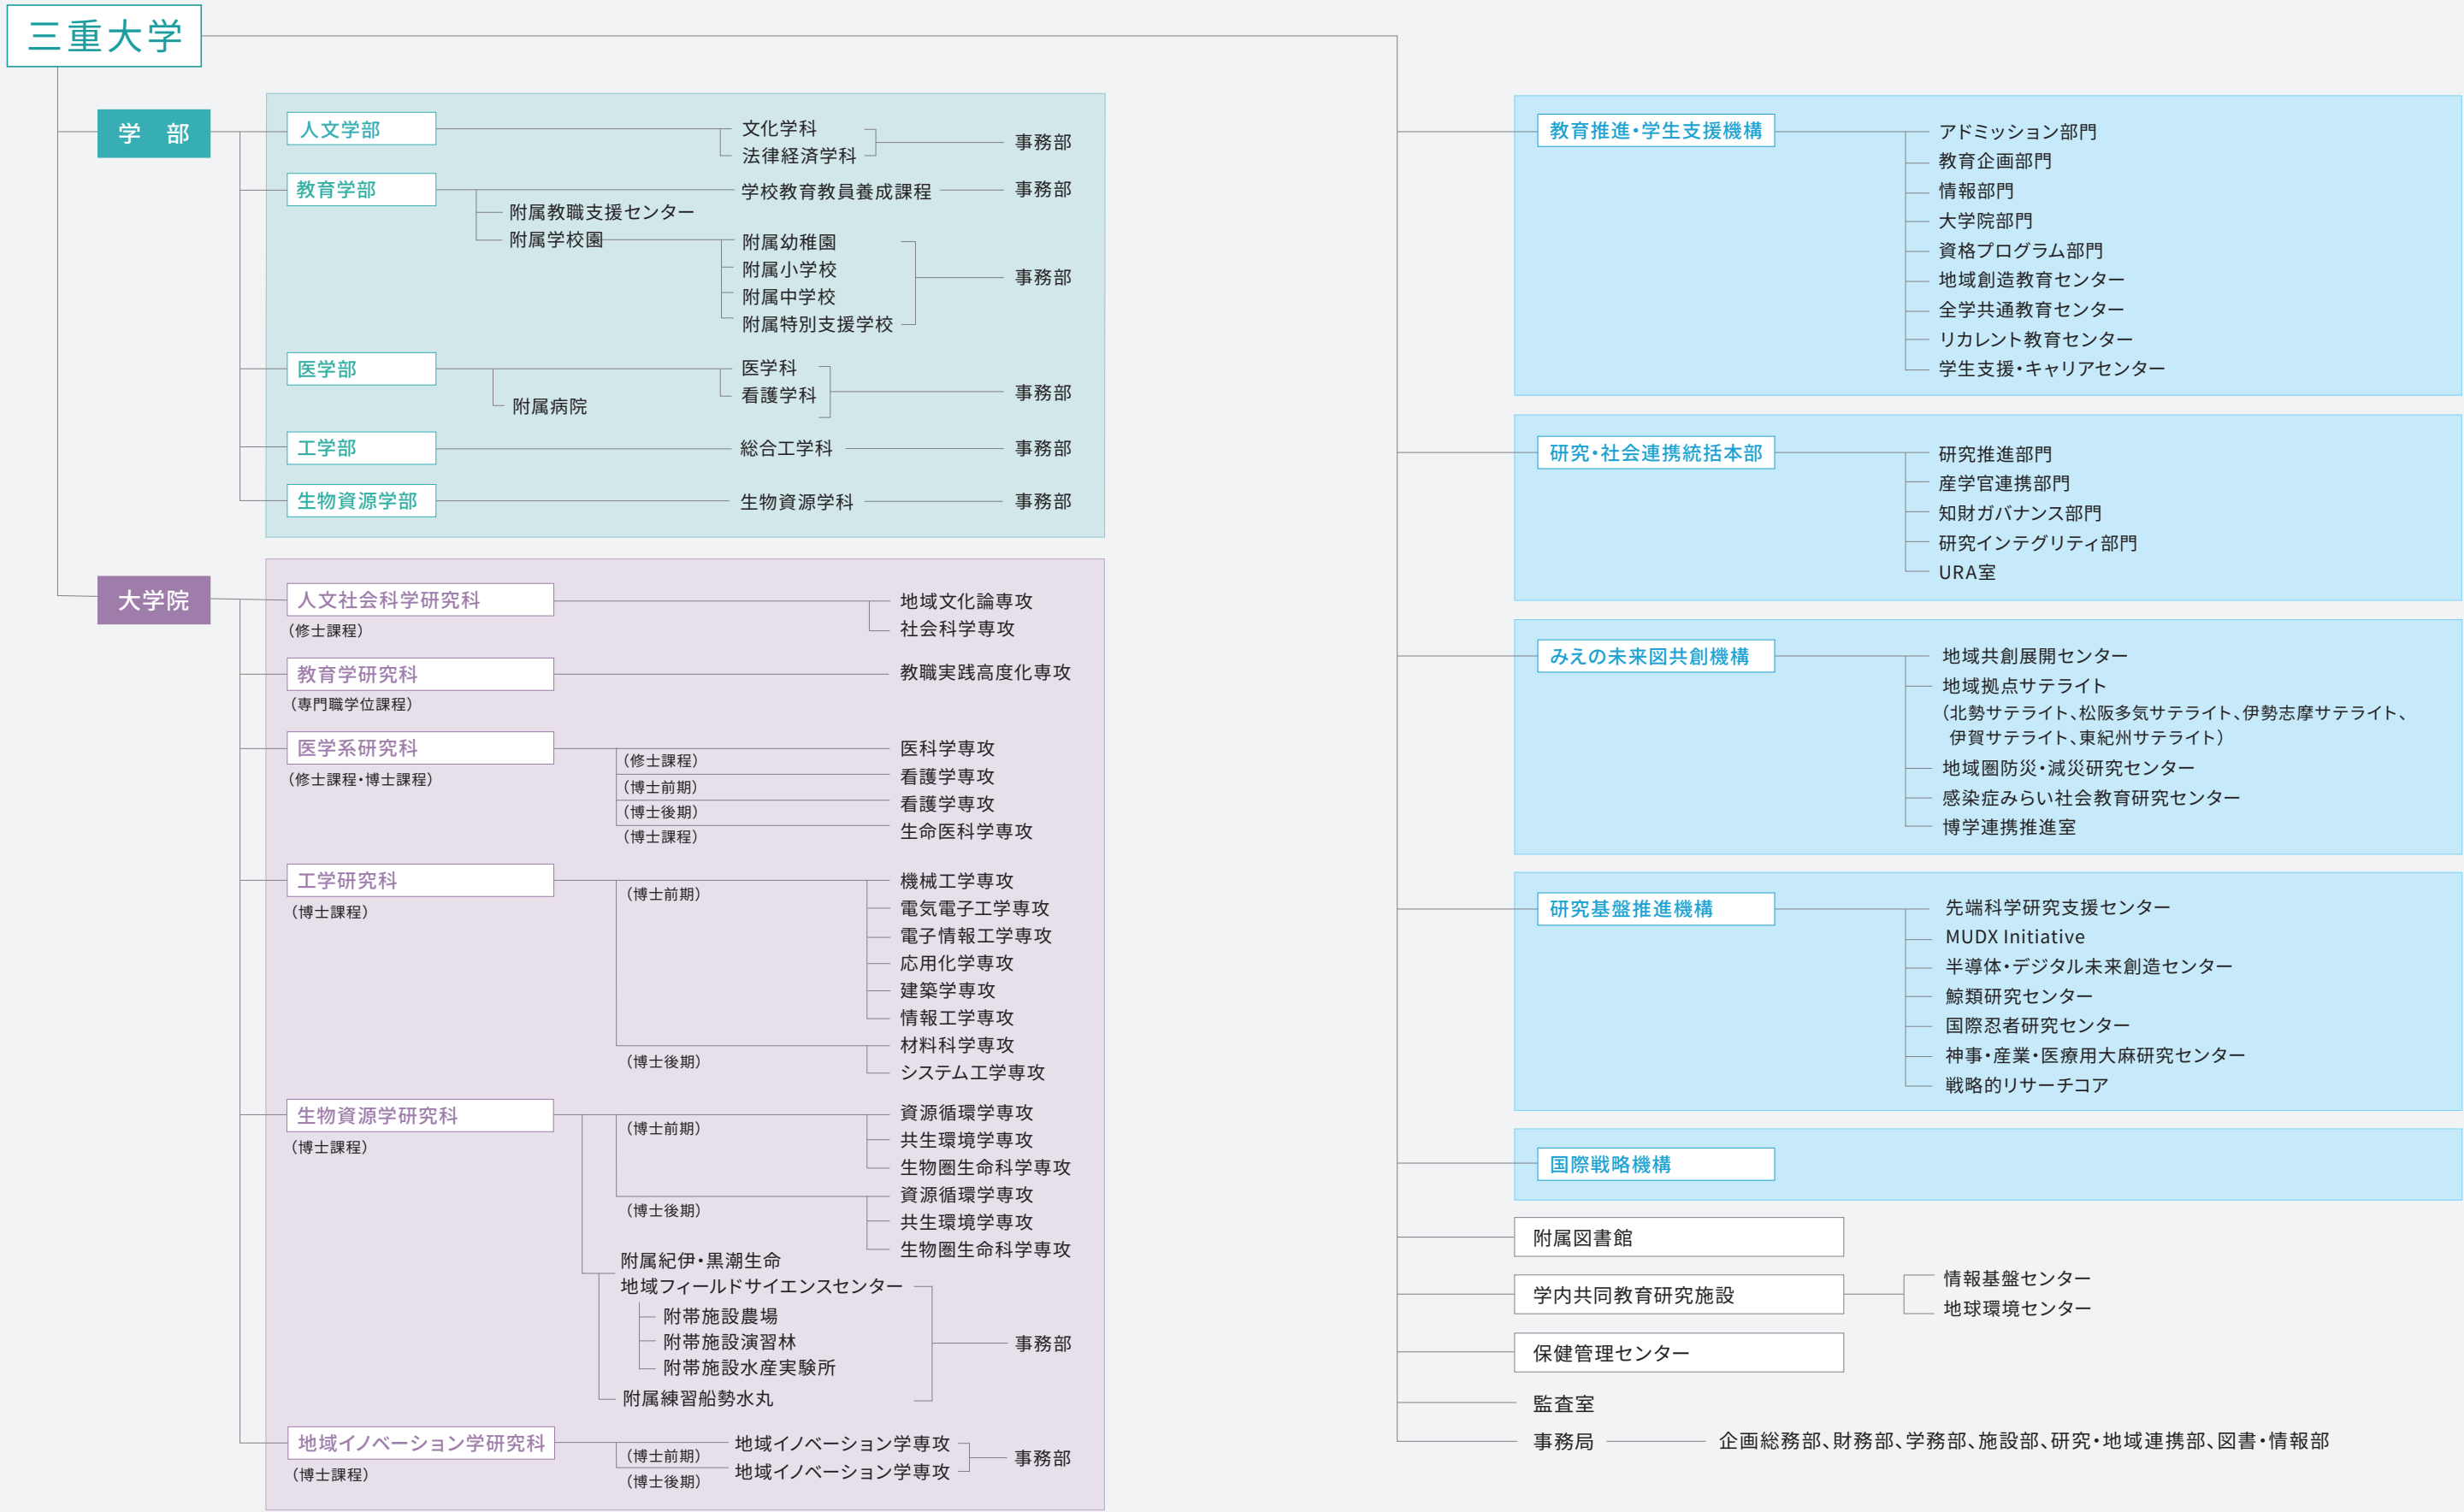 三重大学
学　部
人文学部
文化学科
法律経済学科
事務部
教育学部
学校教育教員養成課程
事務部
附属教職支援センター
附属学校園
附属幼稚園
附属小学校
附属中学校
附属特別支援学校
事務部
医学部
医学科
看護学科
附属病院
事務部
工学部
総合工学科
事務部
生物資源学部
生物資源学科
事務部
大学院
人文社会科学研究科
（修士課程）
地域文化論専攻
社会科学専攻
教育学研究科
（専門職学位課程）
教職実践高度化専攻
医学系研究科
（修士課程・博士課程）
（修士課程）
医科学専攻
（博士前期）
看護学専攻
（博士後期）
看護学専攻
（博士課程）
生命医科学専攻
工学研究科
（博士課程）
（博士前期）
機械工学専攻
電気電子工学専攻
電子情報工学専攻
応用化学専攻
建築学専攻
情報工学専攻
（博士後期）
材料科学専攻
システム工学専攻
生物資源学研究科
（博士課程）
（博士前期）
資源循環学専攻
共生環境学専攻
生物圏生命科学専攻
（博士後期）
資源循環学専攻
共生環境学専攻
生物圏生命科学専攻
附属紀伊・黒潮生命
地域フィールドサイエンスセンター
附帯施設農場
附帯施設演習林
附帯施設水産実験所
附属練習船勢水丸
事務部
地域イノベーション学研究科
（博士課程）
（博士前期）
地域イノベーション学専攻
（博士後期）
地域イノベーション学専攻
事務部
教育推進・学生支援機構
アドミッション部門
教育企画部門
情報部門
大学院部門
資格プログラム部門
地域創造教育センター
全学共通教育センター
リカレント教育センター
学生支援・キャリアセンター
研究・社会連携統括本部
研究推進部門
産学官連携部門
知財ガバナンス部門
研究インテグリティ部門
URA室
みえの未来図共創機構
地域共創展開センター
地域拠点サテライト
（北勢サテライト、松阪多気サテライト、伊勢志摩サテライト、
伊賀サテライト、東紀州サテライト）
地域圏防災・減災研究センター
感染症みらい社会教育研究センター
博学連携推進室
研究基盤推進機構
先端科学研究支援センター
MUDX Initiative
半導体・デジタル未来創造センター
鯨類研究センター
国際忍者研究センター
神事・産業・医療用大麻研究センター
戦略的リサーチコア
国際戦略機構
附属図書館
学内共同教育研究施設
情報基盤センター
地球環境センター
保健管理センター
監査室
事務局
企画総務部、財務部、学務部、施設部、研究・地域連携部、図書・情報部